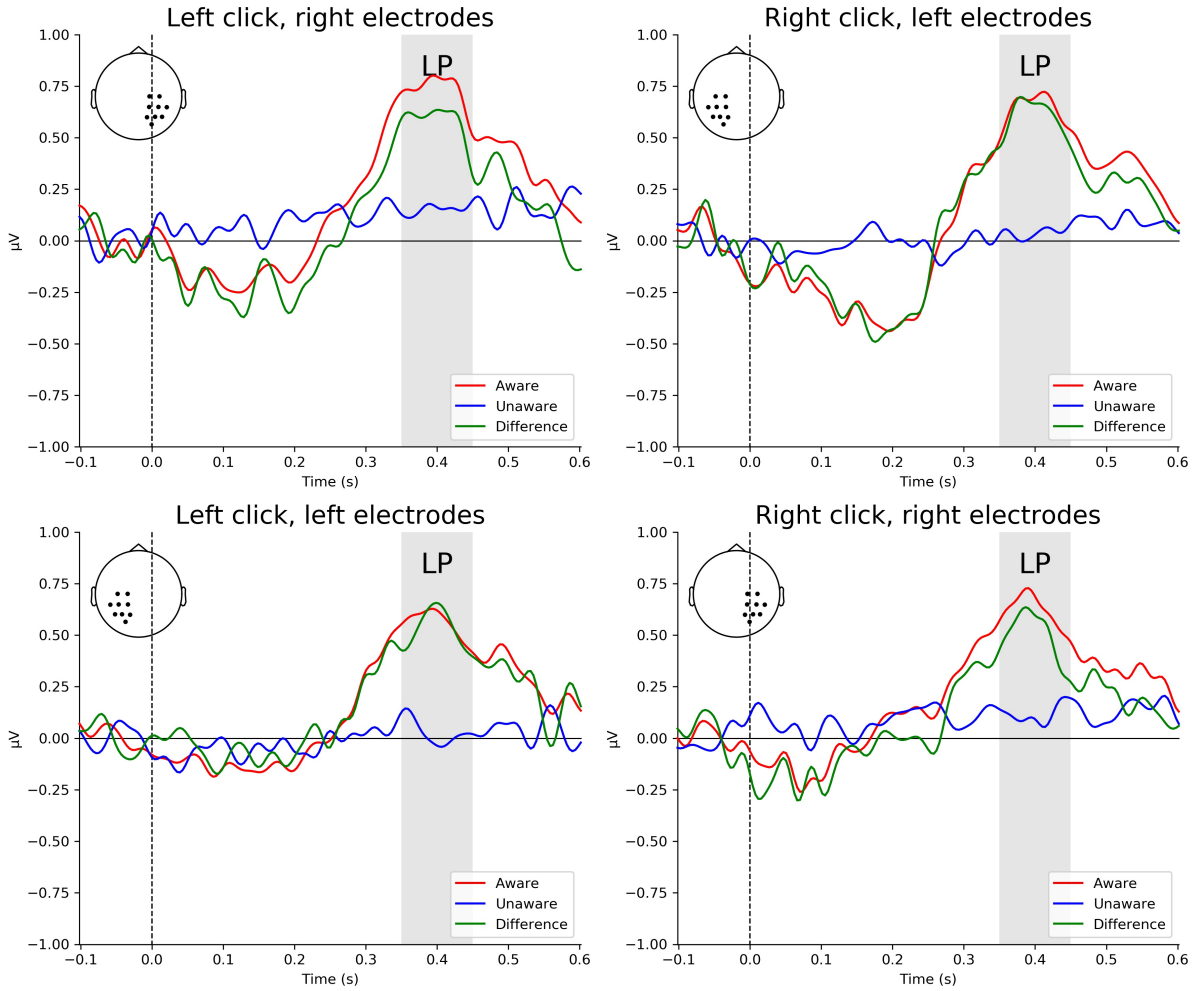 Left click, right electrodes
1.00
0.75
0.50
0.25
0.00
−0.25
−0.50
−0.75
−1.00
µV
LP
Aware
Unaware
Difference
−0.1 0.0 0.1 0.2 0.3 0.4 0.5 0.6
Time (s)
Right click, left electrodes
1.00
0.75
0.50
0.25
0.00
−0.25
−0.50
−0.75
−1.00
µV
LP
Aware
Unaware
Difference
−0.1 0.0 0.1 0.2 0.3 0.4 0.5 0.6
Time (s)
Left click, left electrodes
1.00
0.75
0.50
0.25
0.00
−0.25
−0.50
−0.75
−1.00
µV
LP
Aware
Unaware
Difference
−0.1 0.0 0.1 0.2 0.3 0.4 0.5 0.6
Time (s)
Right click, right electrodes
1.00
0.75
0.50
0.25
0.00
−0.25
−0.50
−0.75
−1.00
µV
LP
Aware
Unaware
Difference
−0.1 0.0 0.1 0.2 0.3 0.4 0.5 0.6
Time (s)